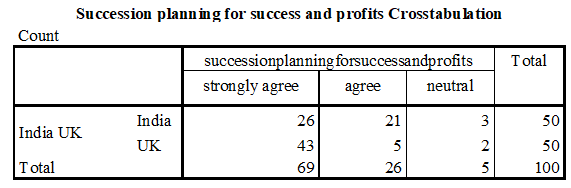 Succession planning for success and profits Crosstabulation
Count
successionplanningforsuccessandprofits Total
strongly agree agree neutral
India UK India 26 21 3 50
UK 43 5 2 50
Total 69 26 5 100